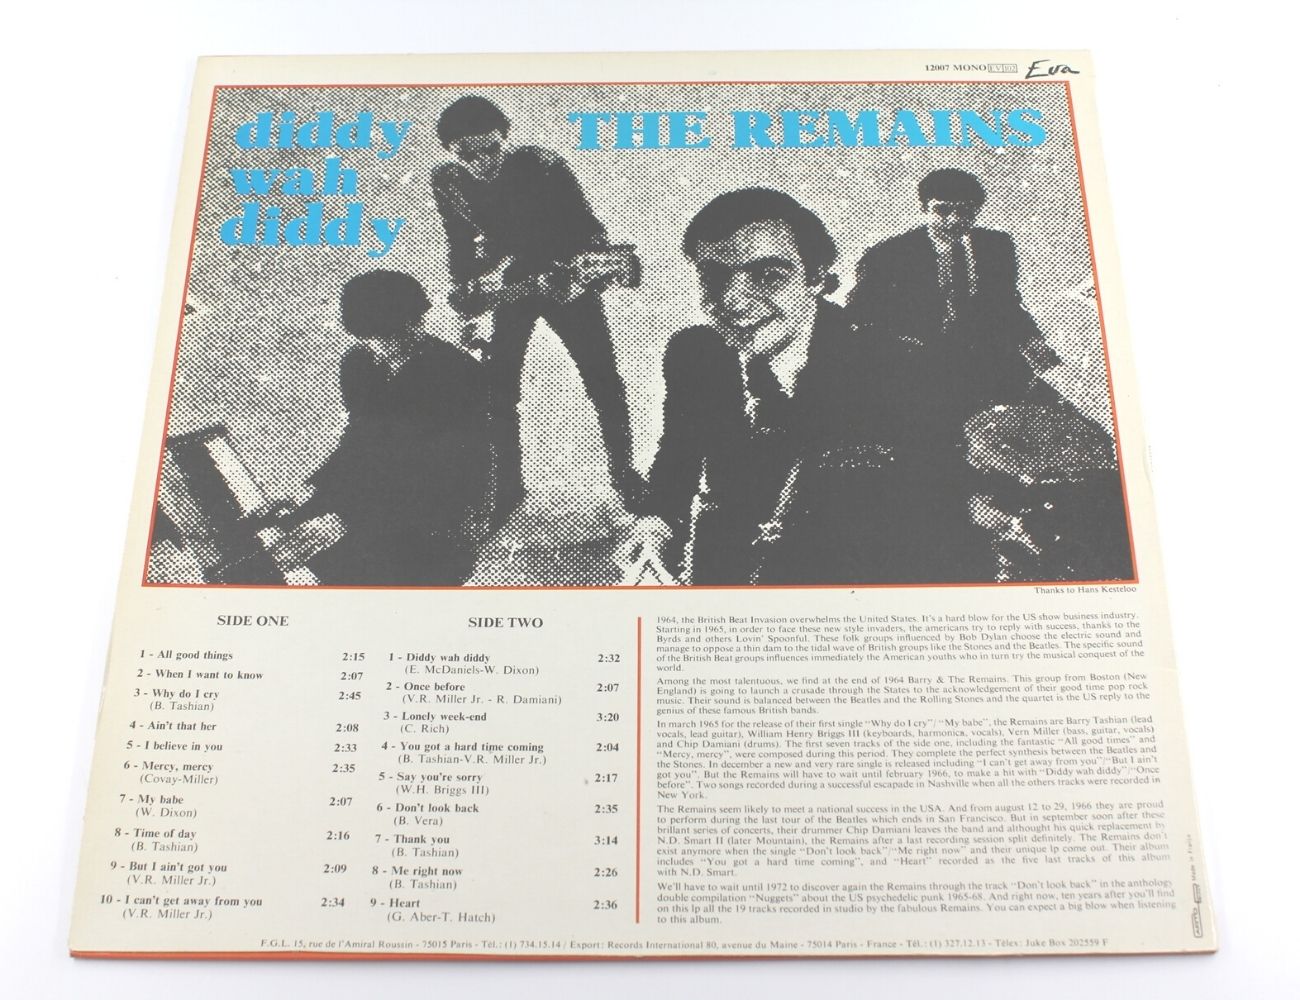 12007 MONO EV 102 Eva
diddy
wah
diddy
THE REMAINS
Thanks to Hans Kesteloo
SIDE ONE
1 - All good things 2:15
2 - When I want to know 2:07
3 - Why do I cry 2:45
(B. Tashian)
4 - Ain't that her 2:08
5 - I believe in you 2:33
6 - Mercy, mercy 2:35
(Covay-Miller)
7 - My babe 2:07
(W. Dixon)
8 - Time of day 2:16
(B. Tashian)
9 - But I ain't got you 2:09
(V.R. Miller Jr.)
10 - I can't get away from you 2:34
(V.R. Miller Jr.)
SIDE TWO
1 - Diddy wah diddy 2:32
(E. McDaniels-W. Dixon)
2 - Once before 2:07
(V.R. Miller Jr. - R. Damiani)
3 - Lonely week-end 3:20
(C. Rich)
4 - You got a hard time coming 2:04
(B. Tashian-V.R. Miller Jr.)
5 - Say you're sorry 2:17
(W.H. Briggs III)
6 - Don't look back 2:35
(B. Vera)
7 - Thank you 3:14
(B. Tashian)
8 - Me right now 2:26
(B. Tashian)
9 - Heart 2:36
(G. Aber-T. Hatch)
1964, the British Beat Invasion overwhelms the United States. It's a hard blow for the US show business industry.
Starting in 1965, in order to face these new style invaders, the americans try to reply with success, thanks to the
Byrds and others Lovin' Spoonful. These folk groups influenced by Bob Dylan choose the electric sound and
manage to oppose a thin dam to the tidal wave of British groups like the Stones and the Beatles. The specific sound
of the British Beat groups influences immediately the American youths who in turn try the musical conquest of the
world.
Among the most talentuous, we find at the end of 1964 Barry & The Remains. This group from Boston (New
England) is going to launch a crusade through the States to the acknowledgement of their good time pop rock
music. Their sound is balanced between the Beatles and the Rolling Stones and the quartet is the US reply to the
genius of these famous British bands.
In march 1965 for the release of their first single "Why do I cry"/ "My babe", the Remains are Barry Tashian (lead
vocals, lead guitar), William Henry Briggs III (keyboards, harmonica, vocals), Vern Miller (bass, guitar, vocals)
and Chip Damiani (drums). The first seven tracks of the side one, including the fantastic "All good times" and
"Mercy, mercy", were composed during this period. They complete the perfect synthesis between the Beatles and
the Stones. In december a new and very rare single is released including "I can't get away from you"/"But I ain't
got you". But the Remains will have to wait until february 1966, to make a hit with "Diddy wah diddy"/"Once
before". Two songs recorded during a successful escapade in Nashville when all the others tracks were recorded in
New York.
The Remains seem likely to meet a national success in the USA. And from august 12 to 29, 1966 they are proud
to perform during the last tour of the Beatles which ends in San Francisco. But in september soon after these
brillant series of concerts, their drummer Chip Damiani leaves the band and althought his quick replacement by
N.D. Smart II (later Mountain), the Remains after a last recording session split definitely. The Remains don't
exist anymore when the single "Don't look back"/"Me right now" and their unique lp come out. Their album
includes "You got a hard time coming", and "Heart" recorded as the five last tracks of this album
with N.D. Smart.
We'll have to wait until 1972 to discover again the Remains through the track "Don't look back" in the anthology
double compilation "Nuggets" about the US psychedelic punk 1965-68. And right now, ten years after you'll find
on this lp all the 19 tracks recorded in studio by the fabulous Remains. You can expect a big blow when listening
to this album.
Made in France
F.G.L. 15, rue de l'Amiral Roussin - 75015 Paris - Tél.: (1) 734.15.14 / Export: Records International 80, avenue du Maine - 75014 Paris - France - Tél.: (1) 327.12.13 - Télex: Juke Box 202559 F